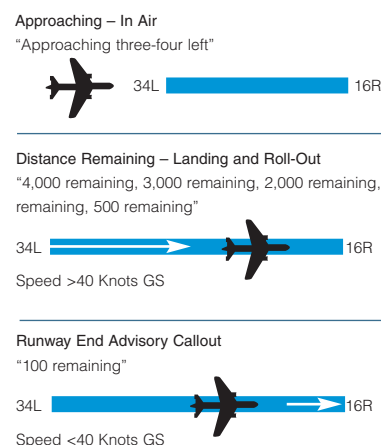 Approaching – In Air
“Approaching three-four left”
34L 16R
Distance Remaining – Landing and Roll-Out
“4,000 remaining, 3,000 remaining, 2,000 remaining,
remaining, 500 remaining”
34L 16R
Speed >40 Knots GS
Runway End Advisory Callout
“100 remaining”
34L 16R
Speed <40 Knots GS